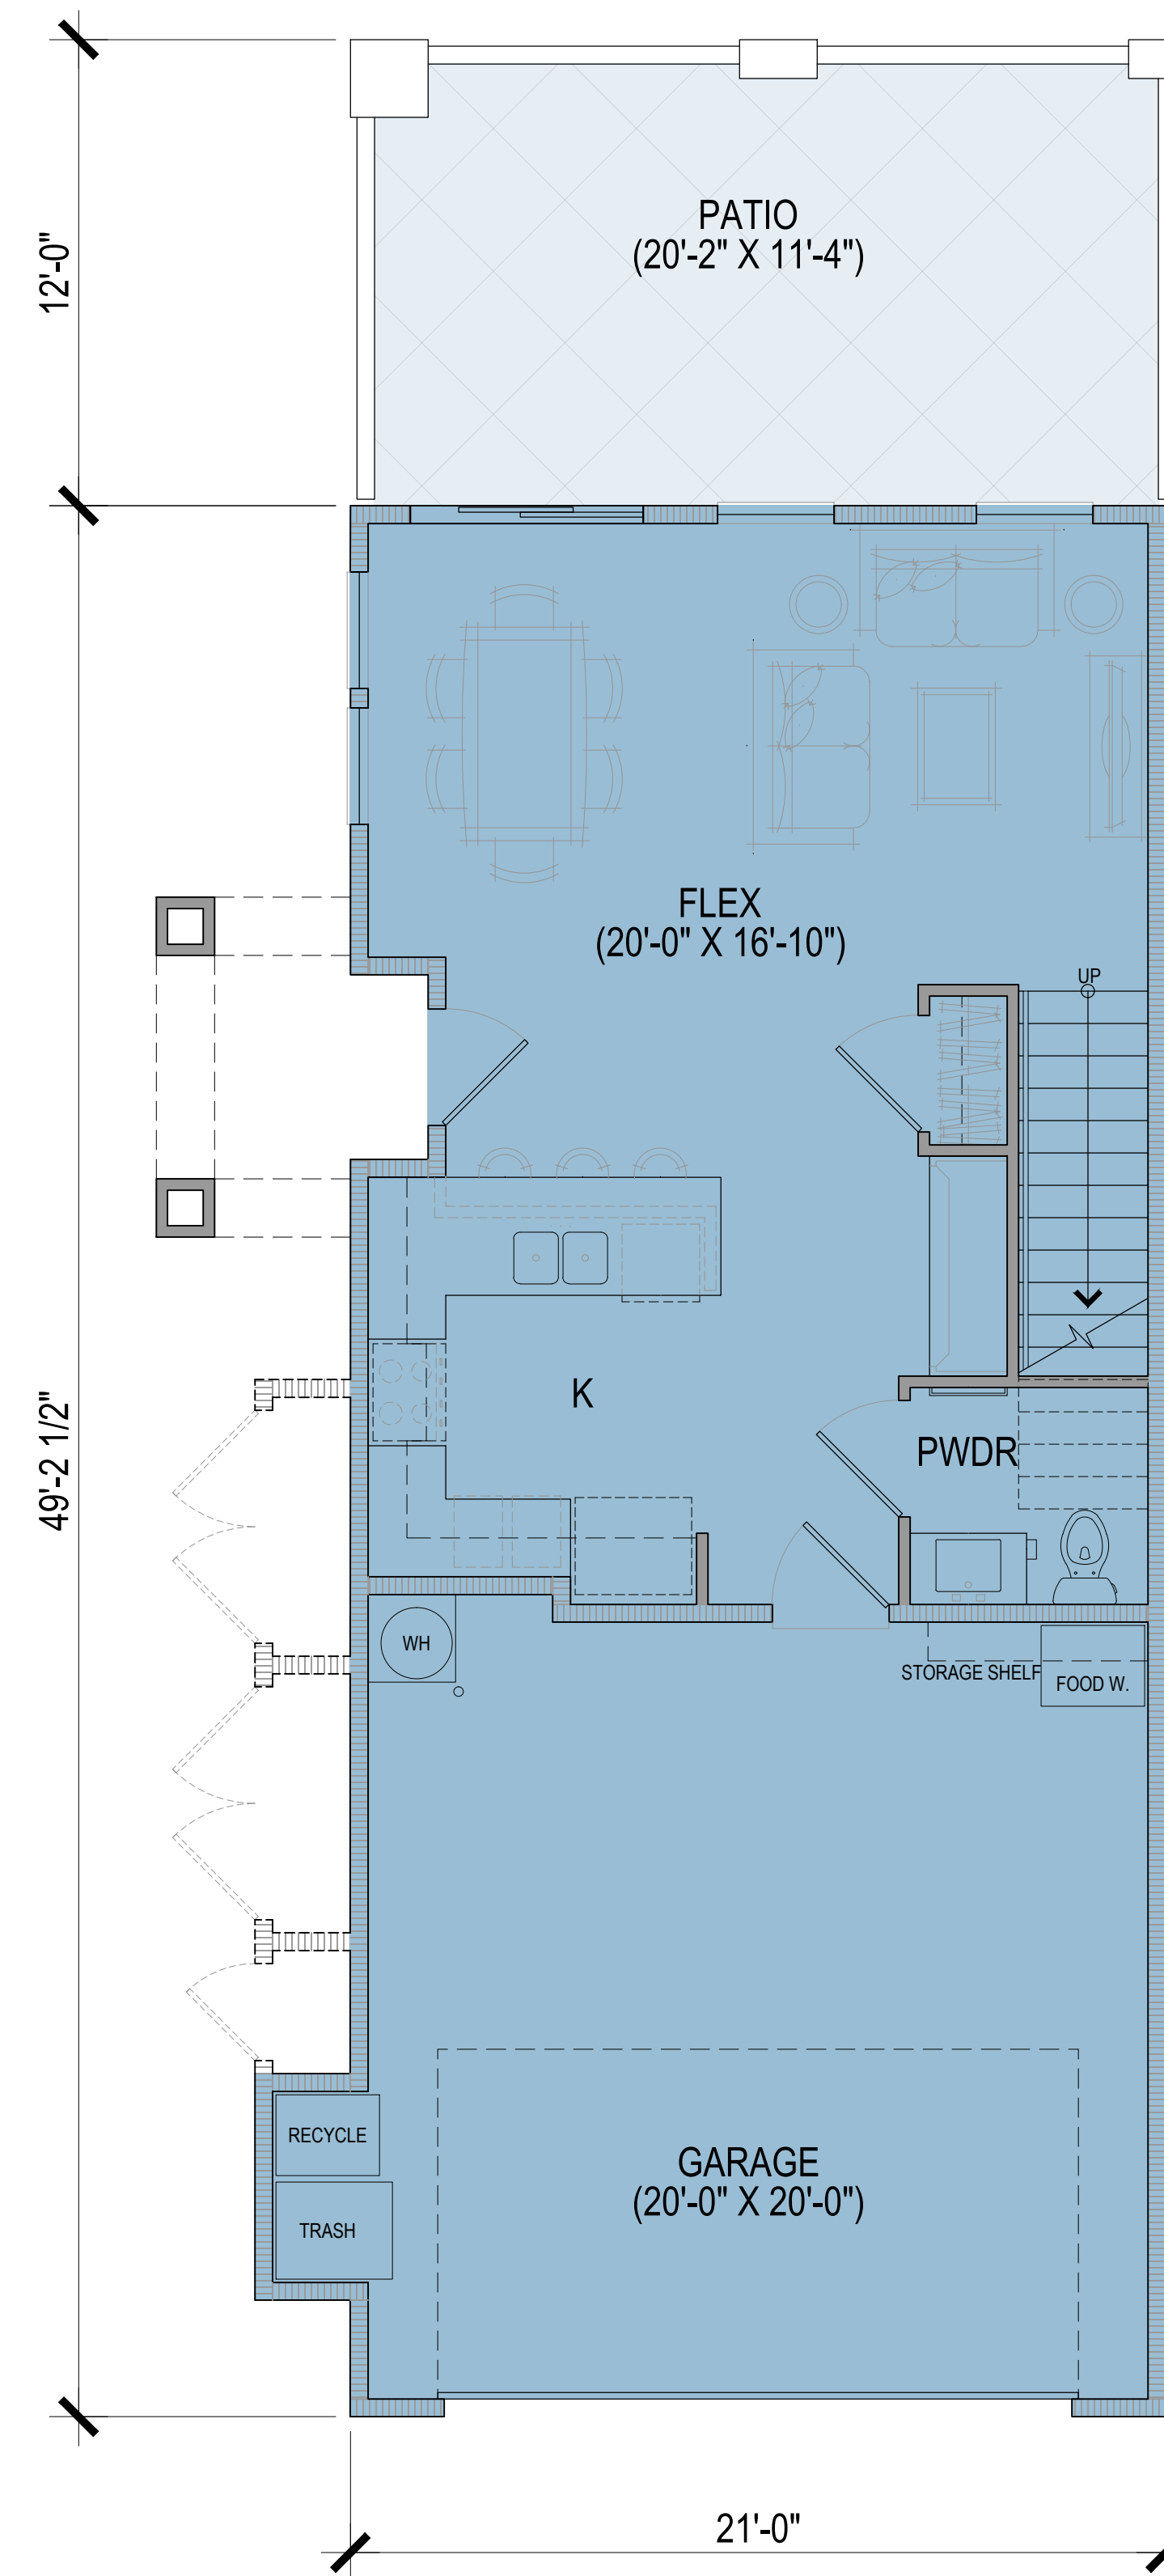 12'-0"
PATIO
(20'-2" X 11'-4")
FLEX
(20'-0" X 16'-10")
UP
49'-2 1/2"
K
PWDR
WH
STORAGE SHELF
FOOD W.
RECYCLE
TRASH
GARAGE
(20'-0" X 20'-0")
21'-0"